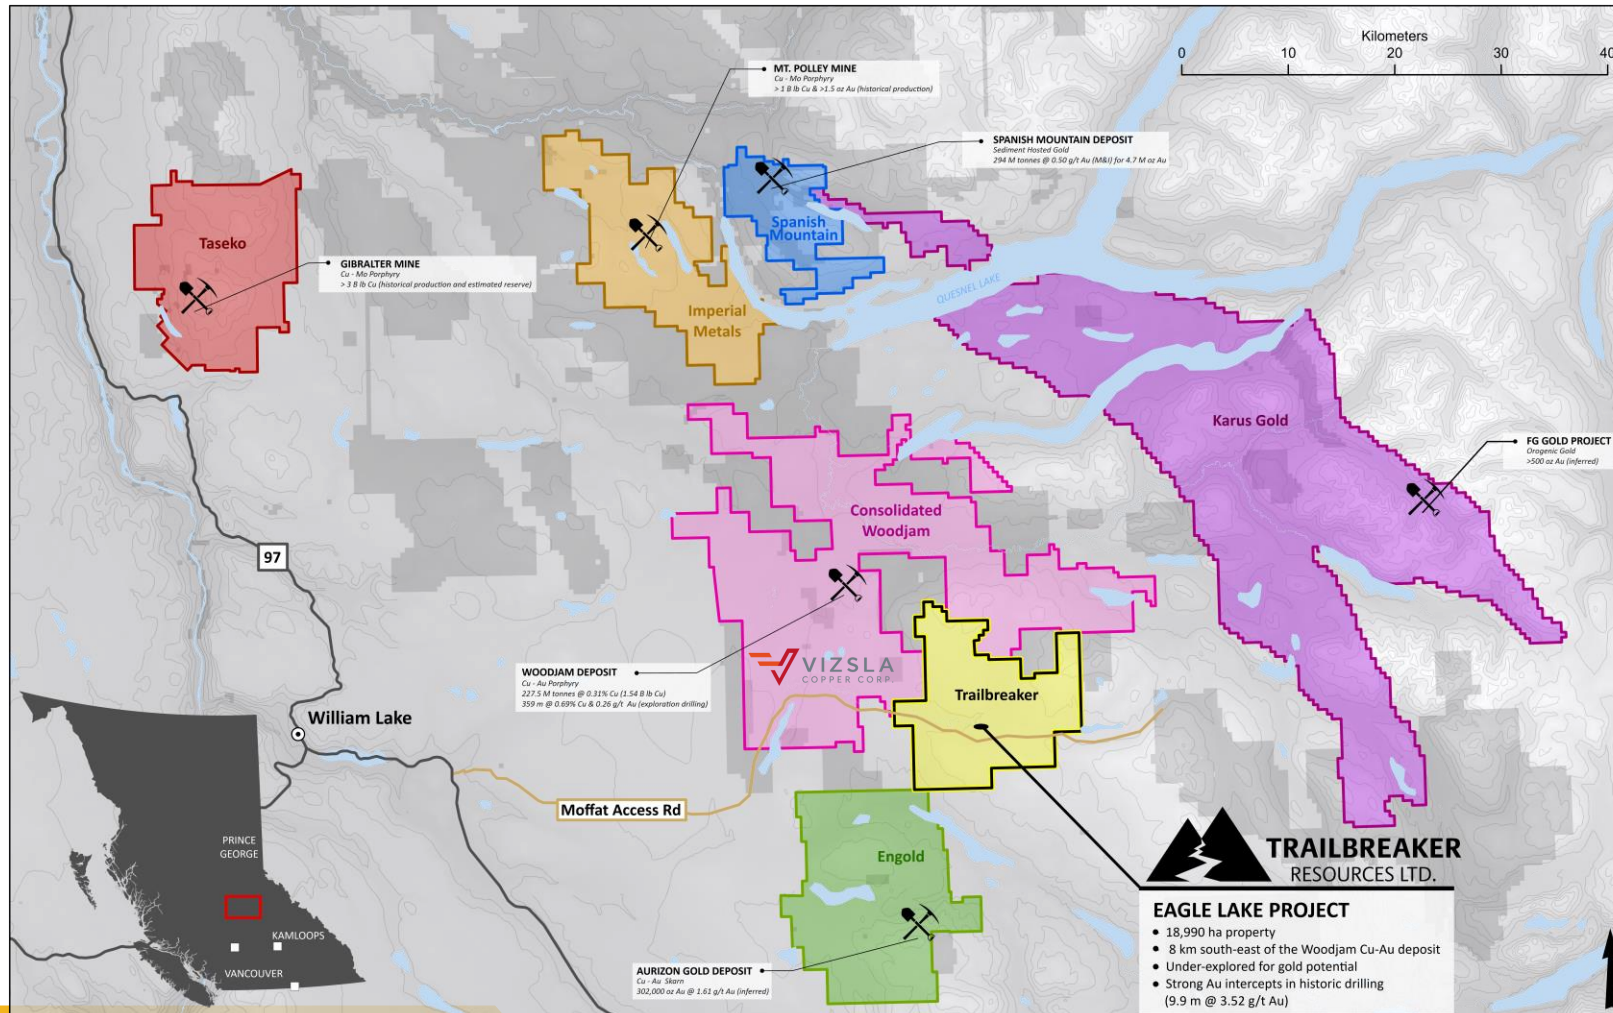 Kilometers
0 10 20 30 40
MT. POLLEY MINE
Cu - Mo Porphyry
> 1 B lb Cu & >1.5 oz Au (historical production)
SPANISH MOUNTAIN DEPOSIT
Sediment Hosted Gold
294 M tonnes @ 0.50 g/t Au (M&I) for 4.7 M oz Au
Taseko
GIBRALTER MINE
Cu - Mo Porphyry
> 3 B lb Cu (historical production and estimated reserve)
Spanish
Mountain
Imperial
Metals
QUESNEL LAKE
Karus Gold
FG GOLD PROJECT
Orogenic Gold
>500 oz Au (inferred)
Consolidated
Woodjam
97
WOODJAM DEPOSIT
Cu - Au Porphyry
227.5 M tonnes @ 0.31% Cu (1.54 B lb Cu)
359 m @ 0.69% Cu & 0.26 g/t Au (exploration drilling)
VIZSLA
COPPER CORP.
Trailbreaker
William Lake
Moffat Access Rd
Engold
AURIZON GOLD DEPOSIT
Cu - Au Skarn
302,000 oz Au @ 1.61 g/t Au (inferred)
PRINCE
GEORGE
KAMLOOPS
VANCOUVER
TRAILBREAKER
RESOURCES LTD.
EAGLE LAKE PROJECT
• 18,990 ha property
• 8 km south-east of the Woodjam Cu-Au deposit
• Under-explored for gold potential
• Strong Au intercepts in historic drilling
(9.9 m @ 3.52 g/t Au)